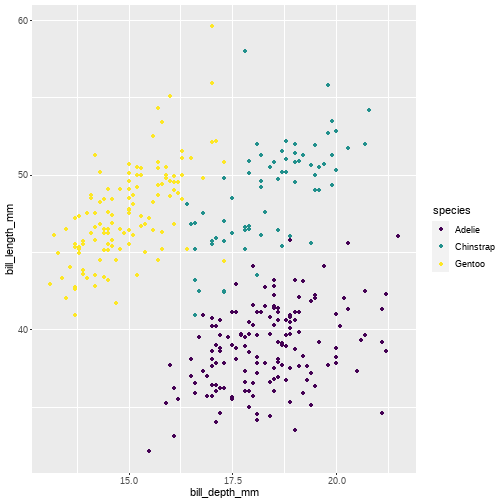 60
50
40
bill_length_mm
15.0
17.5
20.0
bill_depth_mm
species
Adelie
Chinstrap
Gentoo